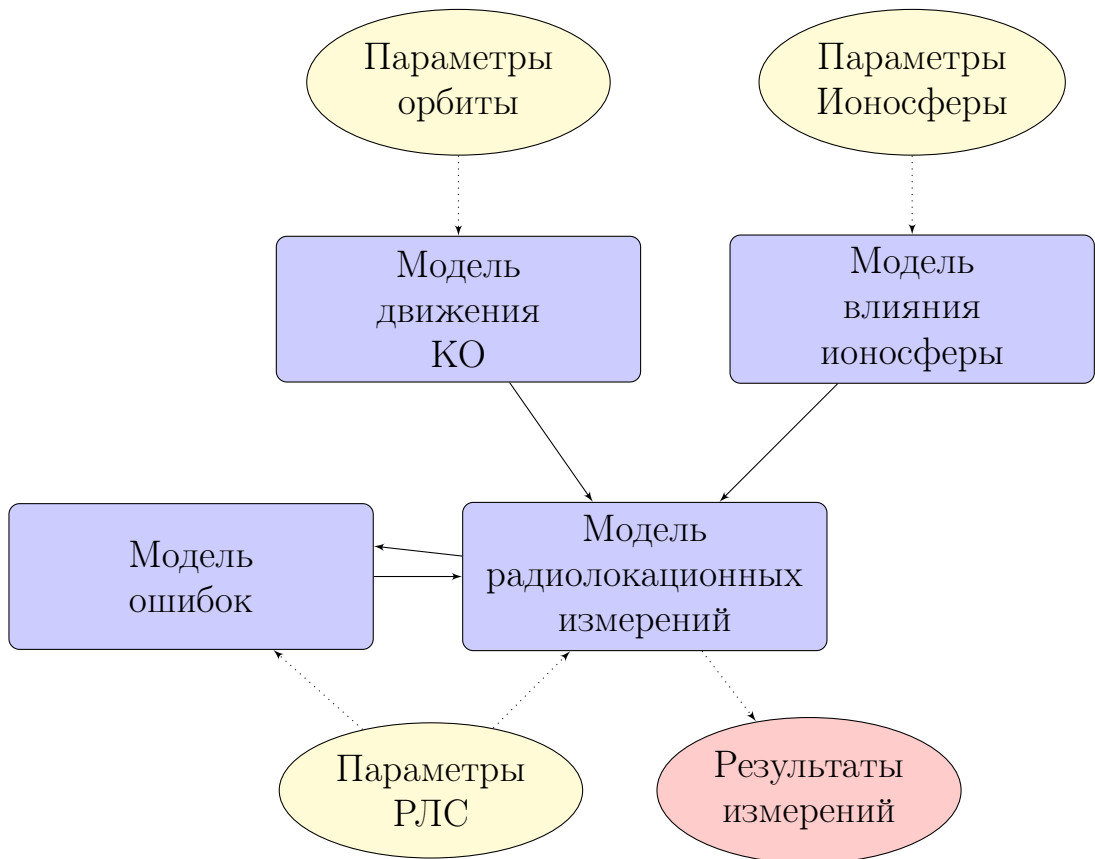 Параметры
орбиты
Параметры
Ионосферы
Модель
движения
КО
Модель
влияния
ионосферы
Модель
ошибок
Модель
радиолокационных
измерений
Параметры
РЛС
Результаты
измерений